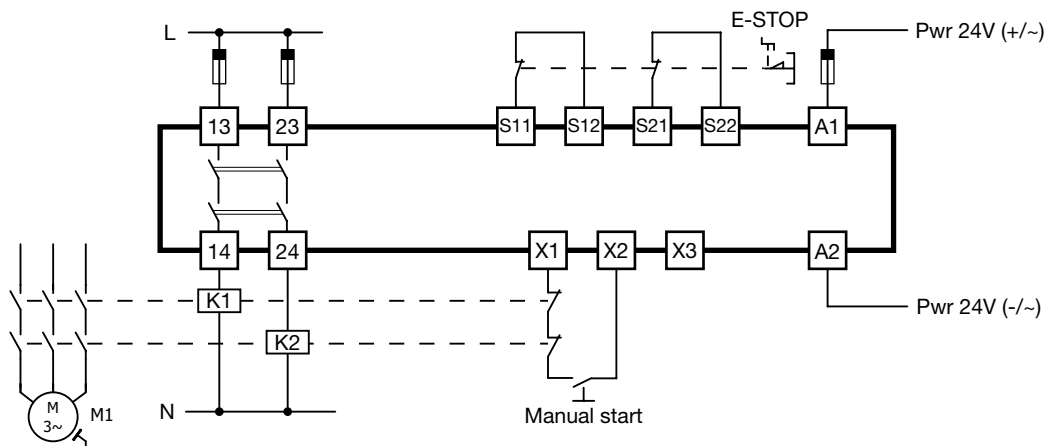 E-STOP
L
Pwr 24V (+/~)
13
23
S11
S12
S21
S22
A1
14
24
X1
X2
X3
A2
K1
Pwr 24V (-/~)
K2
M
3~
M1
N
Manual start